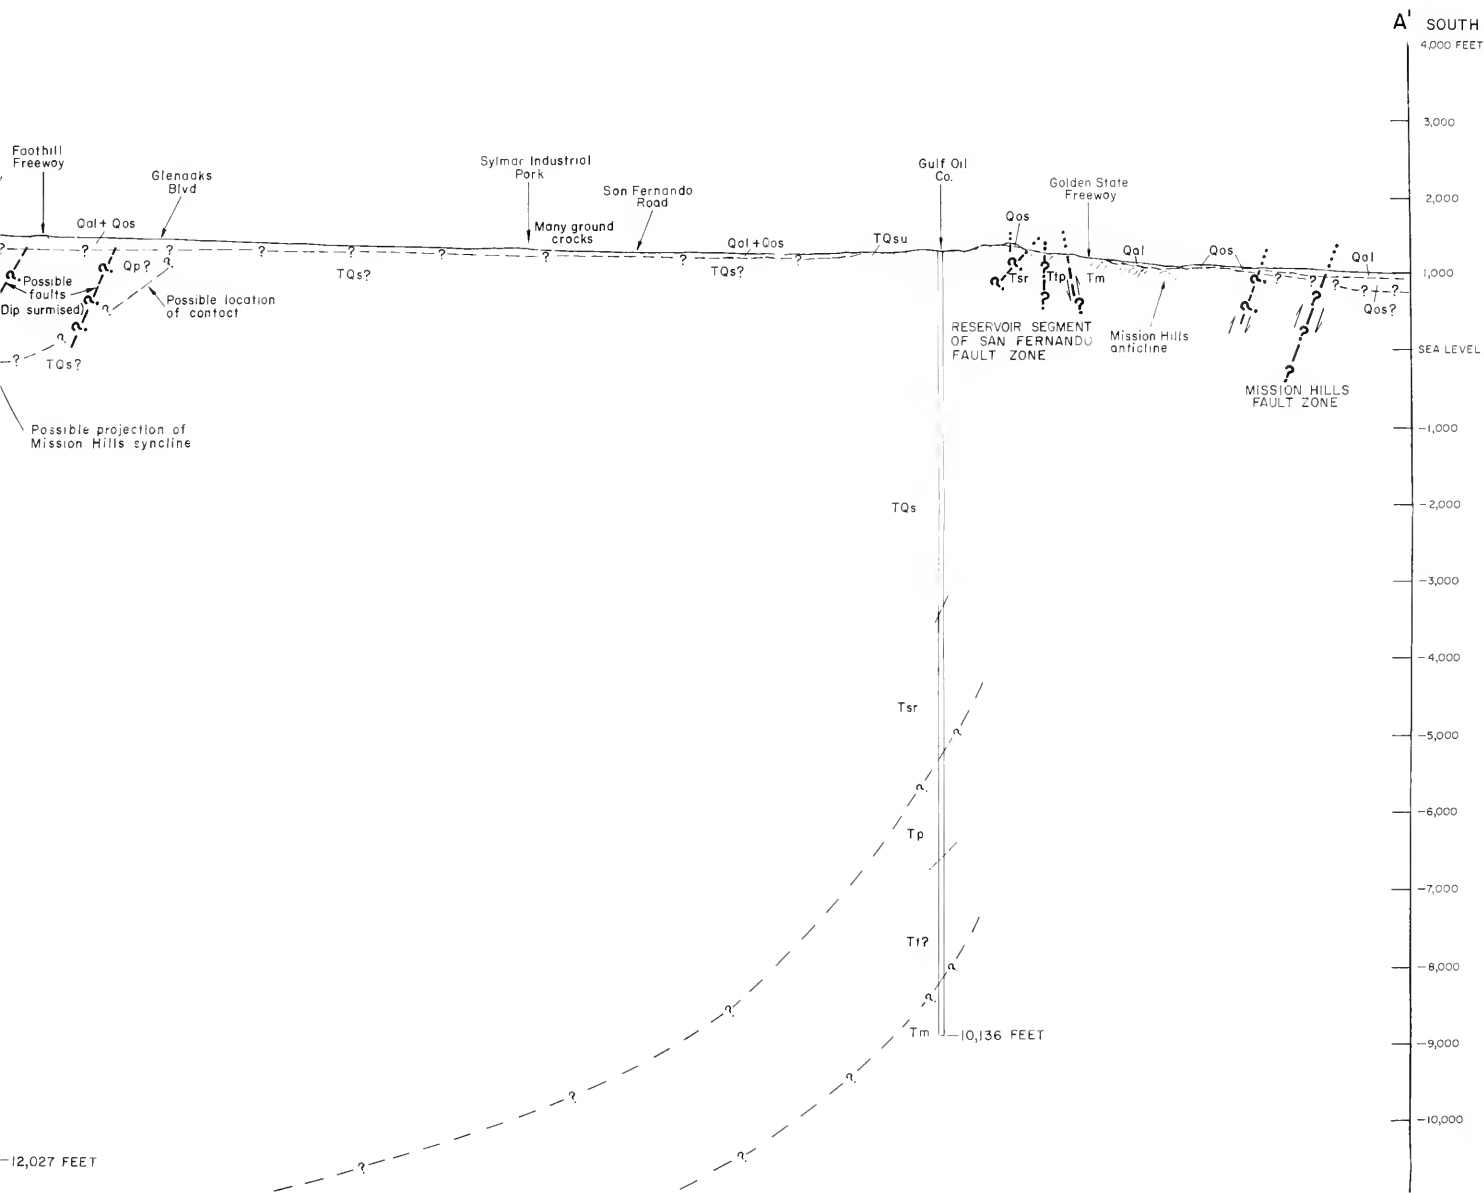 A' SOUTH
4,000 FEET
3,000
2,000
1,000
SEA LEVEL
-1,000
-2,000
-3,000
-4,000
-5,000
-6,000
-7,000
-8,000
-9,000
-10,000
Foothill
Freeway
Glenoaks
Blvd
Sylmar Industrial
Park
San Fernando
Road
Gulf Oil
Co.
Golden State
Freeway
Qal + Qos
Many ground
cracks
Qal + Qos
TQsu
Qos
Qal
Qos
Qal
? ? ? ? ? ? ? ? ?
Qp?
TQs?
TQs?
Tsr
Ttp
Tm
Qos?
Possible
faults
(Dip surmised)
Possible location
of contact
TQs?
RESERVOIR SEGMENT
OF SAN FERNANDO
FAULT ZONE
Mission Hills
anticline
MISSION HILLS
FAULT ZONE
Possible projection of
Mission Hills syncline
TQs
Tsr
Tp
Tt?
Tm
-10,136 FEET
-12,027 FEET